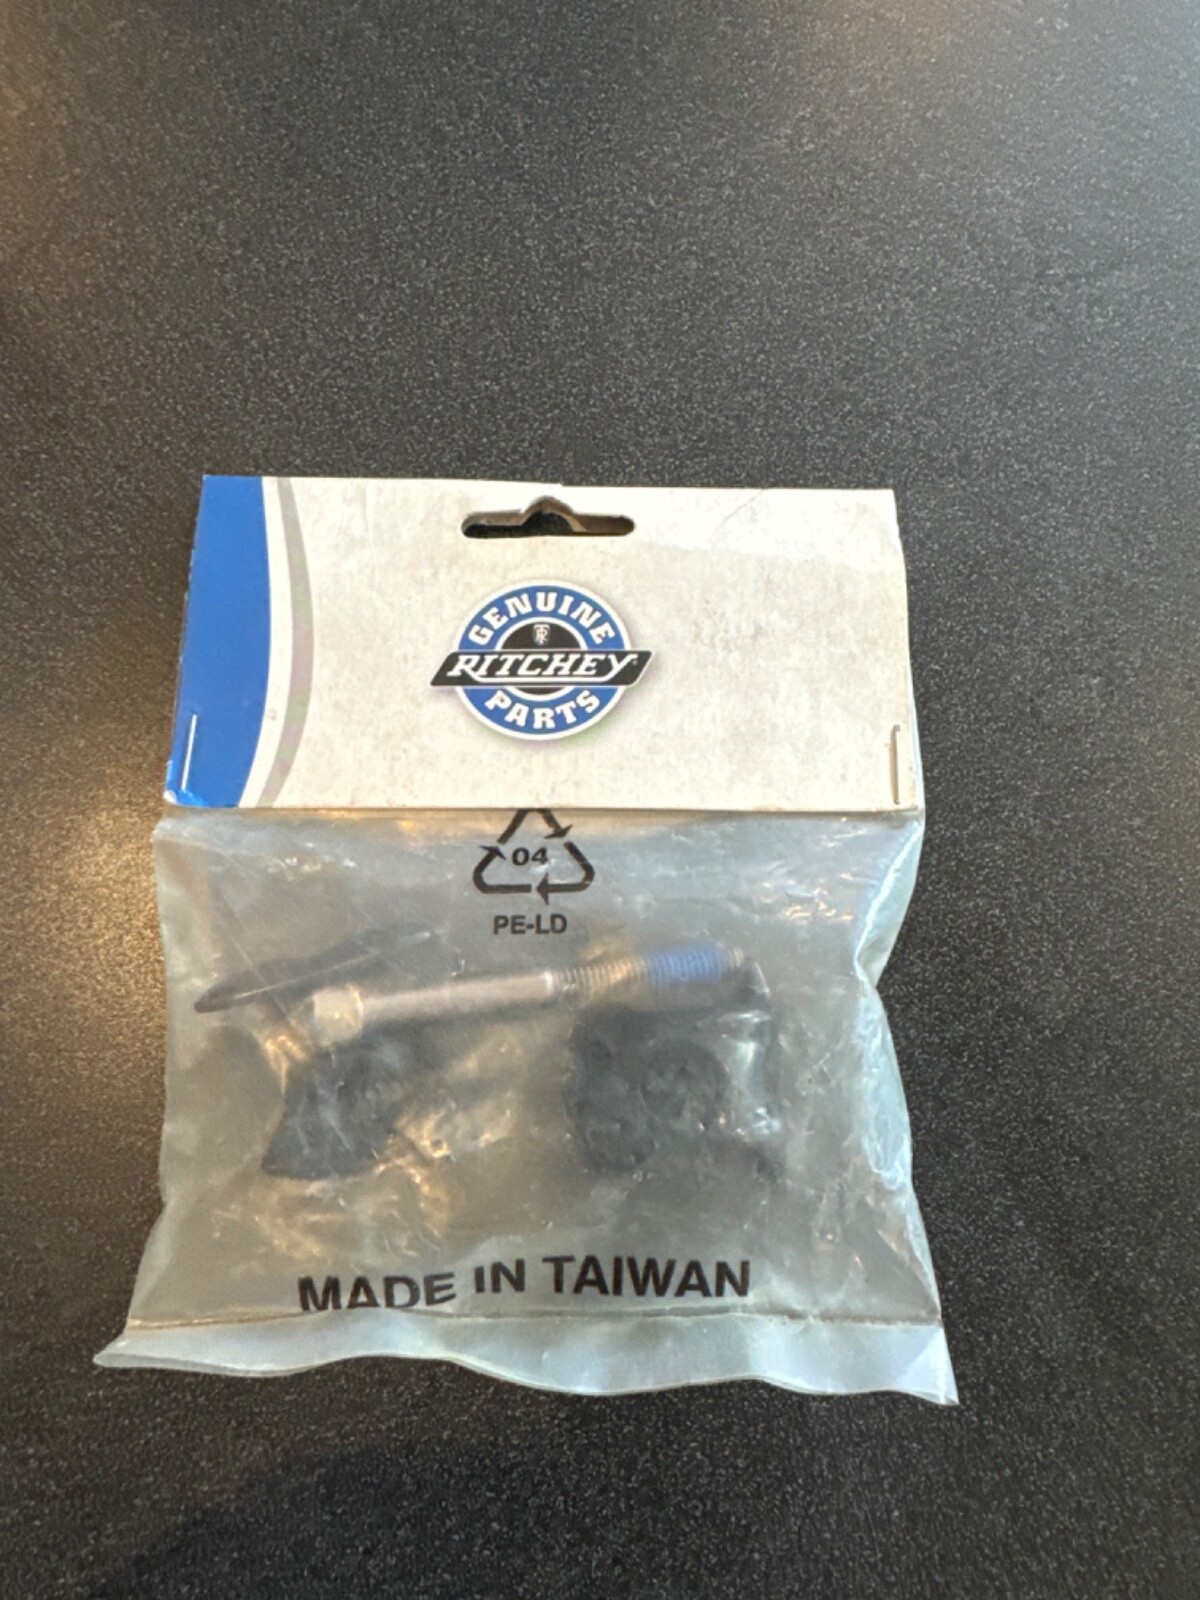 GENUINE
RITCHEY
PARTS
04
PE-LD
MADE IN TAIWAN